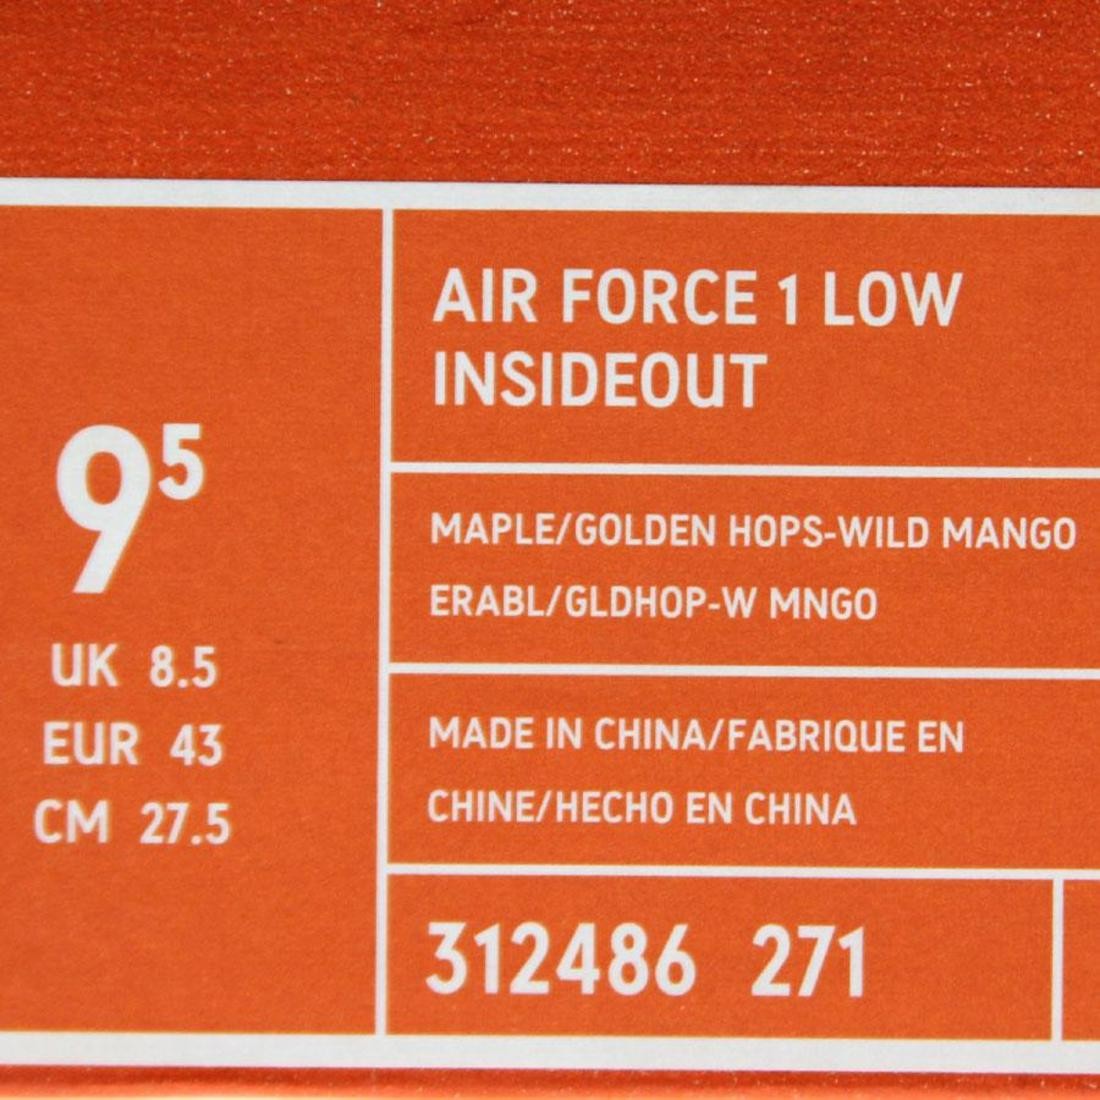 9⁵
UK 8.5
EUR 43
CM 27.5
AIR FORCE 1 LOW
INSIDEOUT
MAPLE/GOLDEN HOPS-WILD MANGO
ERABL/GLDHOP-W MNGO
MADE IN CHINA/FABRIQUE EN
CHINE/HECHO EN CHINA
312486 271